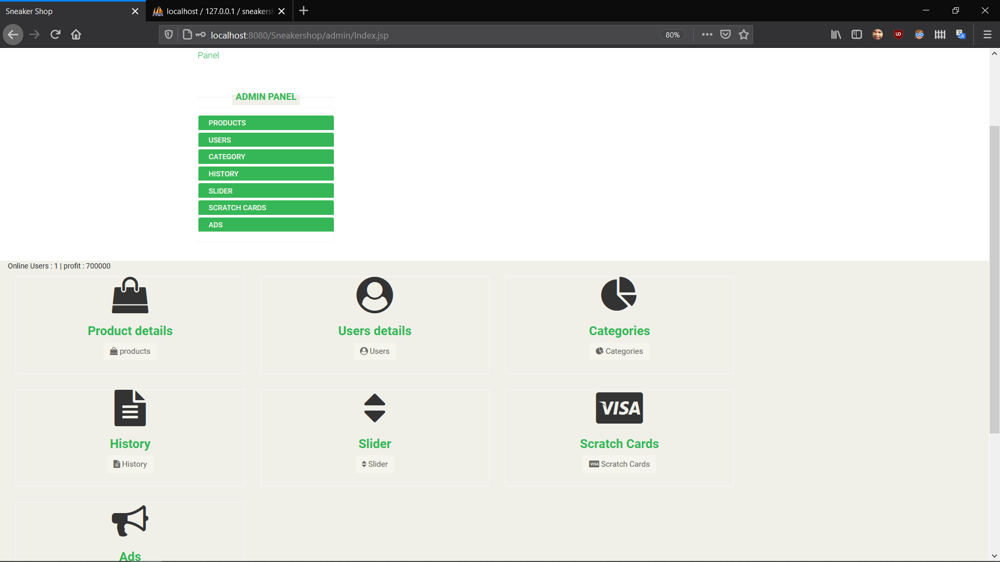 Sneaker Shop
localhost / 127.0.0.1 / sneakersh
localhost:8080/Sneakershop/admin/Index.jsp
80%
Panel
ADMIN PANEL
PRODUCTS
USERS
CATEGORY
HISTORY
SLIDER
SCRATCH CARDS
ADS
Online Users : 1 | profit : 700000
Product details
Users details
Categories
products
Users
Categories
VISA
History
Slider
Scratch Cards
History
Slider
VISA Scratch Cards
Ads